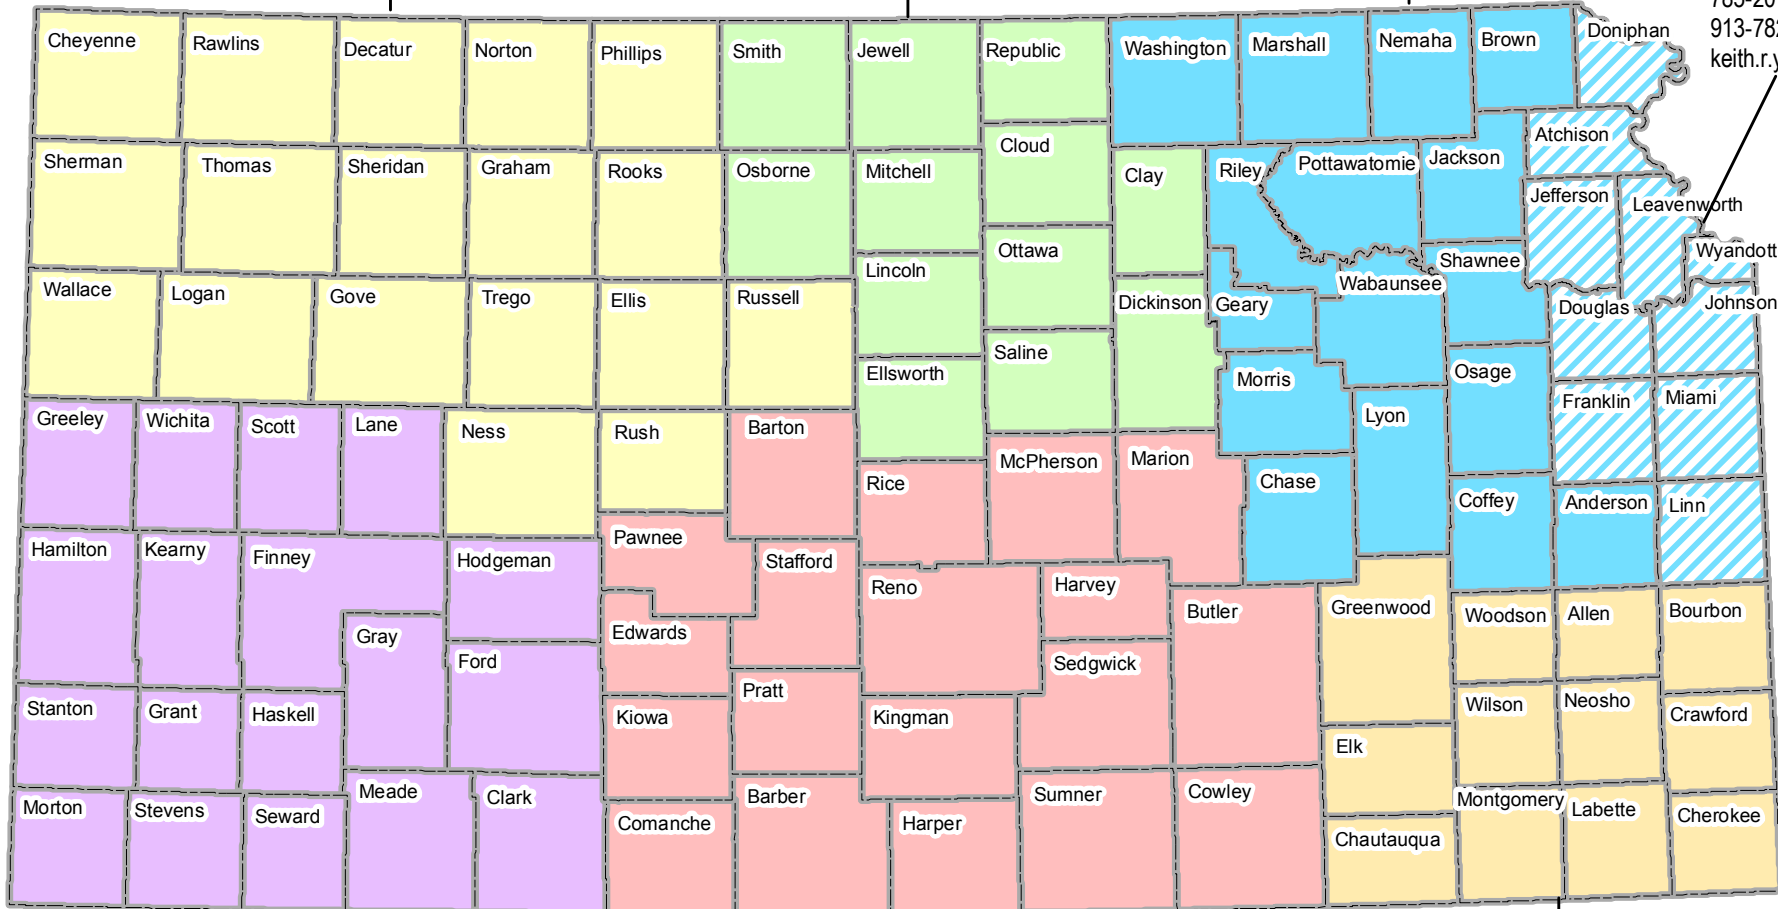 785-20
913-782
keith.r.y
Cheyenne
Rawlins
Decatur
Norton
Phillips
Smith
Jewell
Republic
Washington
Marshall
Nemaha
Brown
Doniphan
Sherman
Thomas
Sheridan
Graham
Rooks
Osborne
Mitchell
Cloud
Clay
Riley
Pottawatomie
Jackson
Atchison
Jefferson
Leavenworth
Wyandott
Wallace
Logan
Gove
Trego
Ellis
Russell
Lincoln
Ottawa
Dickinson
Geary
Wabaunsee
Shawnee
Douglas
Johnson
Ellsworth
Saline
Morris
Lyon
Osage
Franklin
Miami
Greeley
Wichita
Scott
Lane
Ness
Rush
Barton
Rice
McPherson
Marion
Chase
Coffey
Anderson
Linn
Hamilton
Kearny
Finney
Hodgeman
Pawnee
Stafford
Reno
Harvey
Butler
Greenwood
Woodson
Allen
Bourbon
Gray
Ford
Edwards
Pratt
Sedgwick
Stanton
Grant
Haskell
Kiowa
Kingman
Elk
Wilson
Neosho
Crawford
Morton
Stevens
Seward
Meade
Clark
Comanche
Barber
Harper
Sumner
Cowley
Chautauqua
Montgomery
Labette
Cherokee